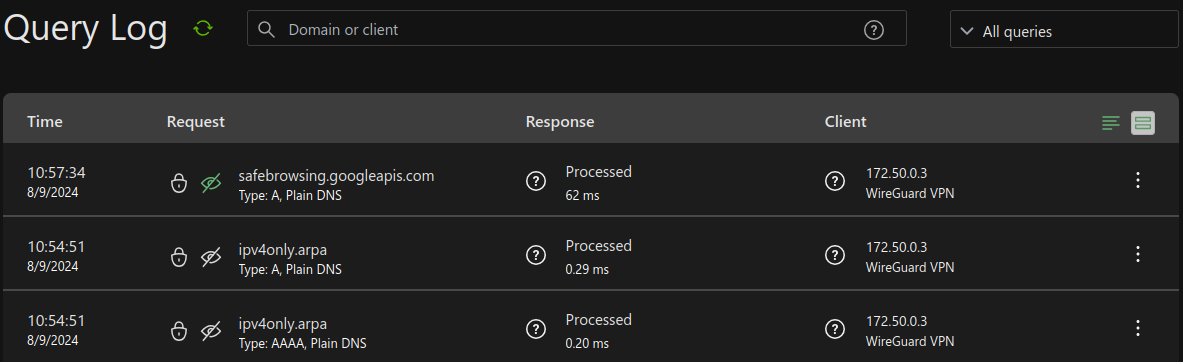 Query Log
Domain or client
All queries
Time Request Response Client
10:57:34 safebrowsing.googleapis.com Processed 172.50.0.3
8/9/2024 Type: A, Plain DNS 62 ms WireGuard VPN
10:54:51 ipv4only.arpa Processed 172.50.0.3
8/9/2024 Type: A, Plain DNS 0.29 ms WireGuard VPN
10:54:51 ipv4only.arpa Processed 172.50.0.3
8/9/2024 Type: AAAA, Plain DNS 0.20 ms WireGuard VPN